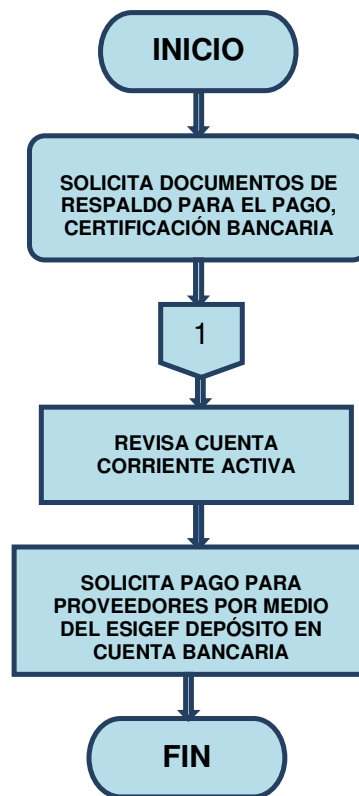 INICIO
SOLICITA DOCUMENTOS DE
RESPALDO PARA EL PAGO,
CERTIFICACIÓN BANCARIA
1
REVISA CUENTA
CORRIENTE ACTIVA
SOLICITA PAGO PARA
PROVEEDORES POR MEDIO
DEL ESIGEF DEPÓSITO EN
CUENTA BANCARIA
FIN